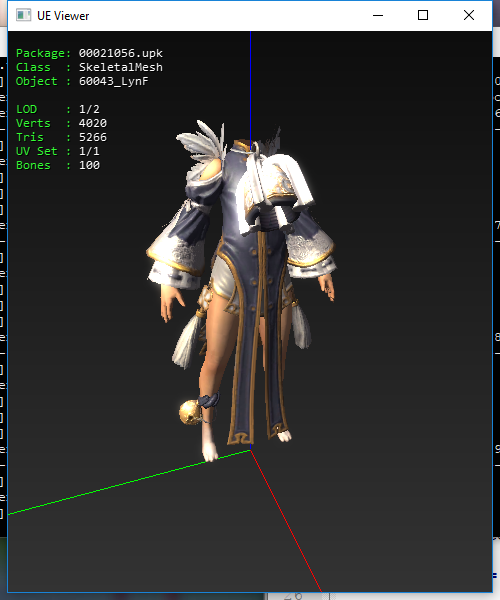 UE Viewer
Package: 00021056.upk
Class : SkeletalMesh
Object : 60043_LynF
LOD : 1/2
Verts : 4020
Tris : 5266
UV Set : 1/1
Bones : 100